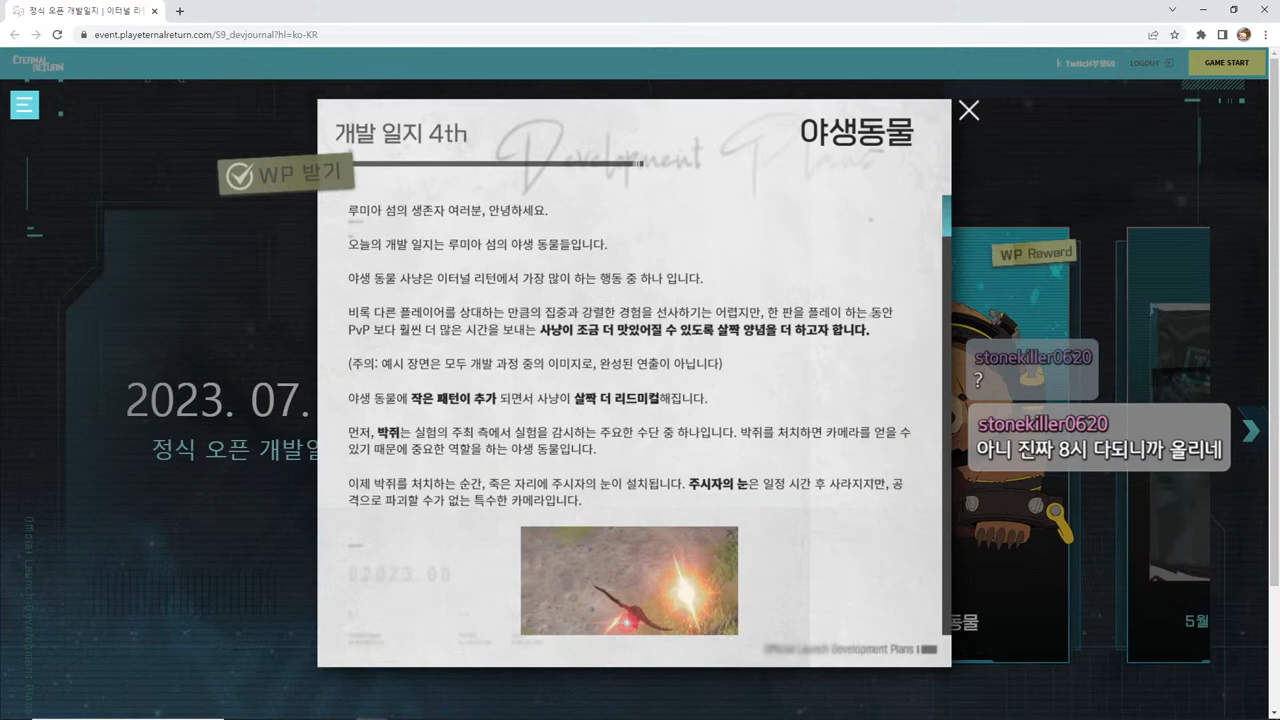 정식 오픈 개발일지 | 이터널 리
event.playeternalreturn.com/S9_devjournal?hl=ko-KR
ETERNAL RETURN
LOGOUT
GAME START
개발 일지 4th
야생동물
Development Plans
WP 받기
루미아 섬의 생존자 여러분, 안녕하세요.
오늘의 개발 일지는 루미아 섬의 야생 동물들입니다.
야생 동물 사냥은 이터널 리턴에서 가장 많이 하는 행동 중 하나 입니다.
비록 다른 플레이어를 상대하는 만큼의 집중과 강렬한 경험을 선사하기는 어렵지만, 한 판을 플레이 하는 동안
PvP 보다 훨씬 더 많은 시간을 보내는 사냥이 조금 더 맛있어질 수 있도록 살짝 양념을 더 하고자 합니다.
(주의: 예시 장면은 모두 개발 과정 중의 이미지로, 완성된 연출이 아닙니다)
야생 동물에 작은 패턴이 추가 되면서 사냥이 살짝 더 리드미컬해집니다.
먼저, 박쥐는 실험의 주최 측에서 실험을 감시하는 주요한 수단 중 하나입니다. 박쥐를 처치하면 카메라를 얻을 수
있기 때문에 중요한 역할을 하는 야생 동물입니다.
이제 박쥐를 처치하는 순간, 죽은 자리에 주시자의 눈이 설치됩니다. 주시자의 눈은 일정 시간 후 사라지지만, 공
격으로 파괴할 수가 없는 특수한 카메라입니다.
Official Launch Development Plans
2023. 07.
정식 오픈 개발일
WP Reward
stonekiller0620
?
stonekiller0620
아니 진짜 8시 다되니까 올리네
동물
5월